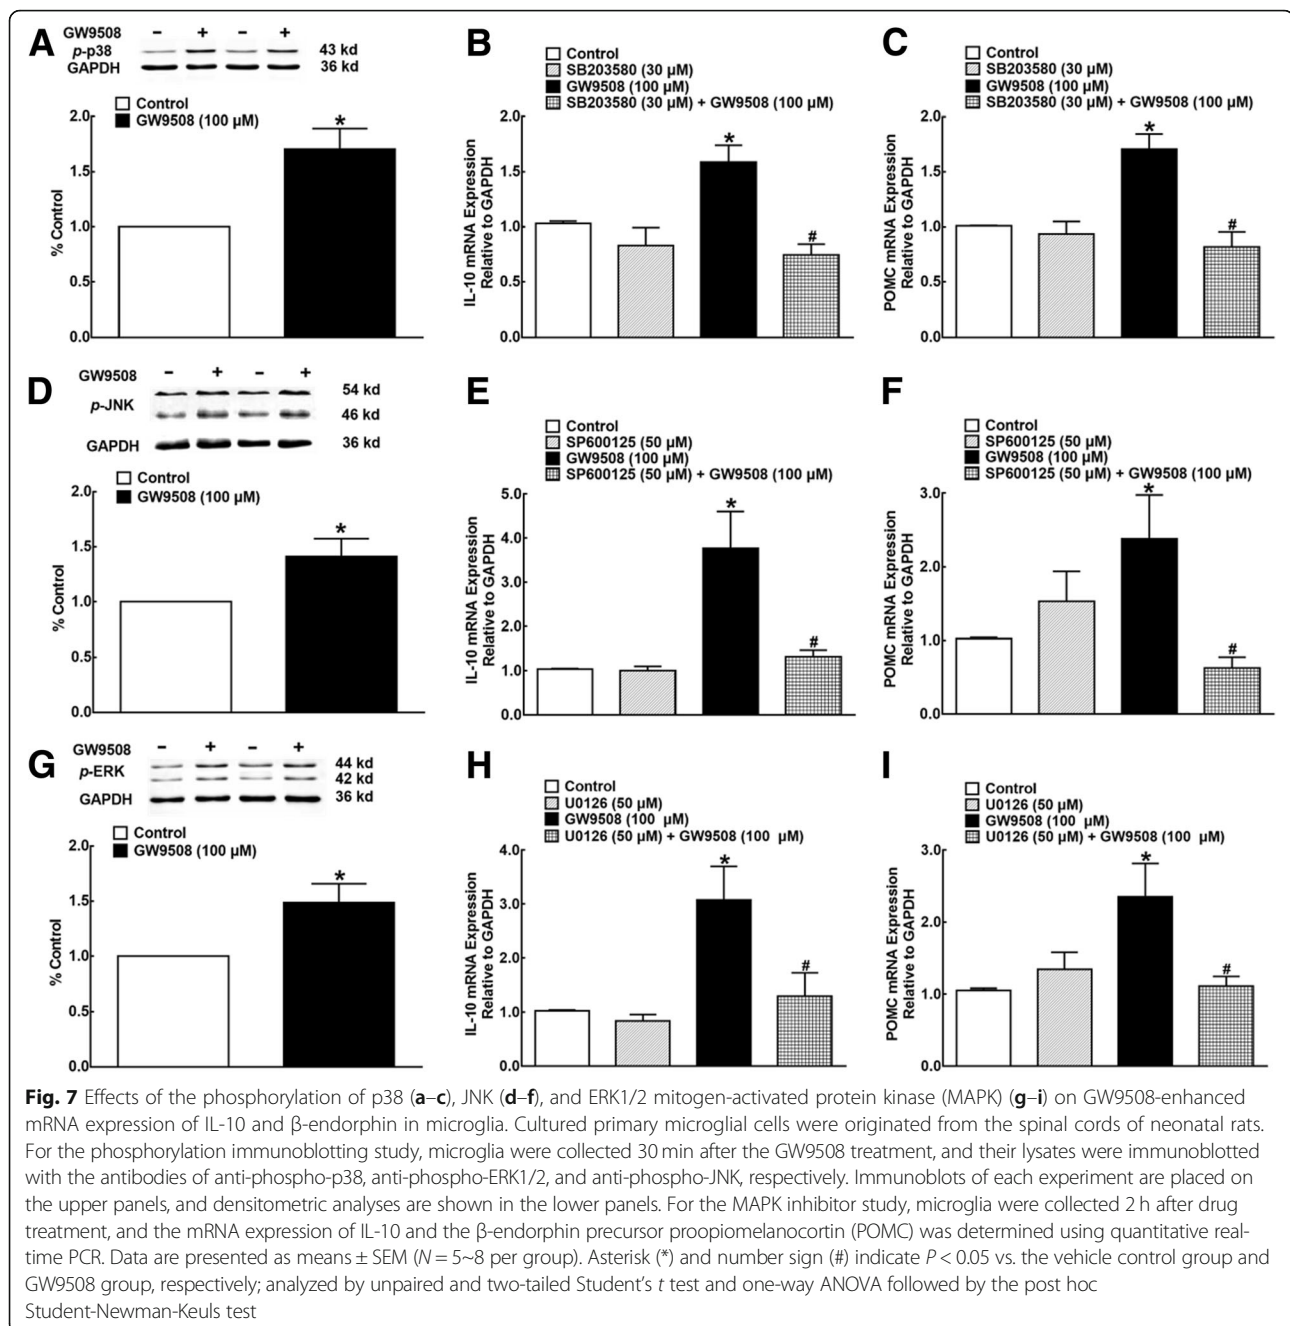 A
GW9508 – + – +
p-p38 43 kd
GAPDH 36 kd
Control
GW9508 (100 µM)
% Control
2.0
1.5
1.0
0.5
0.0
*
B
Control
SB203580 (30 µM)
GW9508 (100 µM)
SB203580 (30 µM) + GW9508 (100 µM)
IL-10 mRNA Expression
Relative to GAPDH
2.0
1.5
1.0
0.5
0.0
*
#
C
Control
SB203580 (30 µM)
GW9508 (100 µM)
SB203580 (30 µM) + GW9508 (100 µM)
POMC mRNA Expression
Relative to GAPDH
2.0
1.5
1.0
0.5
0.0
*
#
D
GW9508 – + – +
54 kd
p-JNK
46 kd
GAPDH 36 kd
Control
GW9508 (100 µM)
% Control
2.0
1.5
1.0
0.5
0.0
*
E
Control
SP600125 (50 µM)
GW9508 (100 µM)
SP600125 (50 µM) + GW9508 (100 µM)
IL-10 mRNA Expression
Relative to GAPDH
5.0
4.0
3.0
2.0
1.0
0.0
*
#
F
Control
SP600125 (50 µM)
GW9508 (100 µM)
SP600125 (50 µM) + GW9508 (100 µM)
POMC mRNA Expression
Relative to GAPDH
3.0
2.0
1.0
0.0
*
#
G
GW9508 – + – +
44 kd
p-ERK
42 kd
GAPDH 36 kd
Control
GW9508 (100 µM)
% Control
2.0
1.5
1.0
0.5
0.0
*
H
Control
U0126 (50 µM)
GW9508 (100 µM)
U0126 (50 µM) + GW9508 (100 µM)
IL-10 mRNA Expression
Relative to GAPDH
4.0
3.0
2.0
1.0
0.0
*
#
I
Control
U0126 (50 µM)
GW9508 (100 µM)
U0126 (50 µM) + GW9508 (100 µM)
POMC mRNA Expression
Relative to GAPDH
3.0
2.0
1.0
0.0
*
#
Fig. 7 Effects of the phosphorylation of p38 (a–c), JNK (d–f), and ERK1/2 mitogen-activated protein kinase (MAPK) (g–i) on GW9508-enhanced
mRNA expression of IL-10 and β-endorphin in microglia. Cultured primary microglial cells were originated from the spinal cords of neonatal rats.
For the phosphorylation immunoblotting study, microglia were collected 30 min after the GW9508 treatment, and their lysates were immunoblotted
with the antibodies of anti-phospho-p38, anti-phospho-ERK1/2, and anti-phospho-JNK, respectively. Immunoblots of each experiment are placed on
the upper panels, and densitometric analyses are shown in the lower panels. For the MAPK inhibitor study, microglia were collected 2 h after drug
treatment, and the mRNA expression of IL-10 and the β-endorphin precursor proopiomelanocortin (POMC) was determined using quantitative real-
time PCR. Data are presented as means ± SEM (N = 5~8 per group). Asterisk (*) and number sign (#) indicate P < 0.05 vs. the vehicle control group and
GW9508 group, respectively; analyzed by unpaired and two-tailed Student's t test and one-way ANOVA followed by the post hoc
Student-Newman-Keuls test